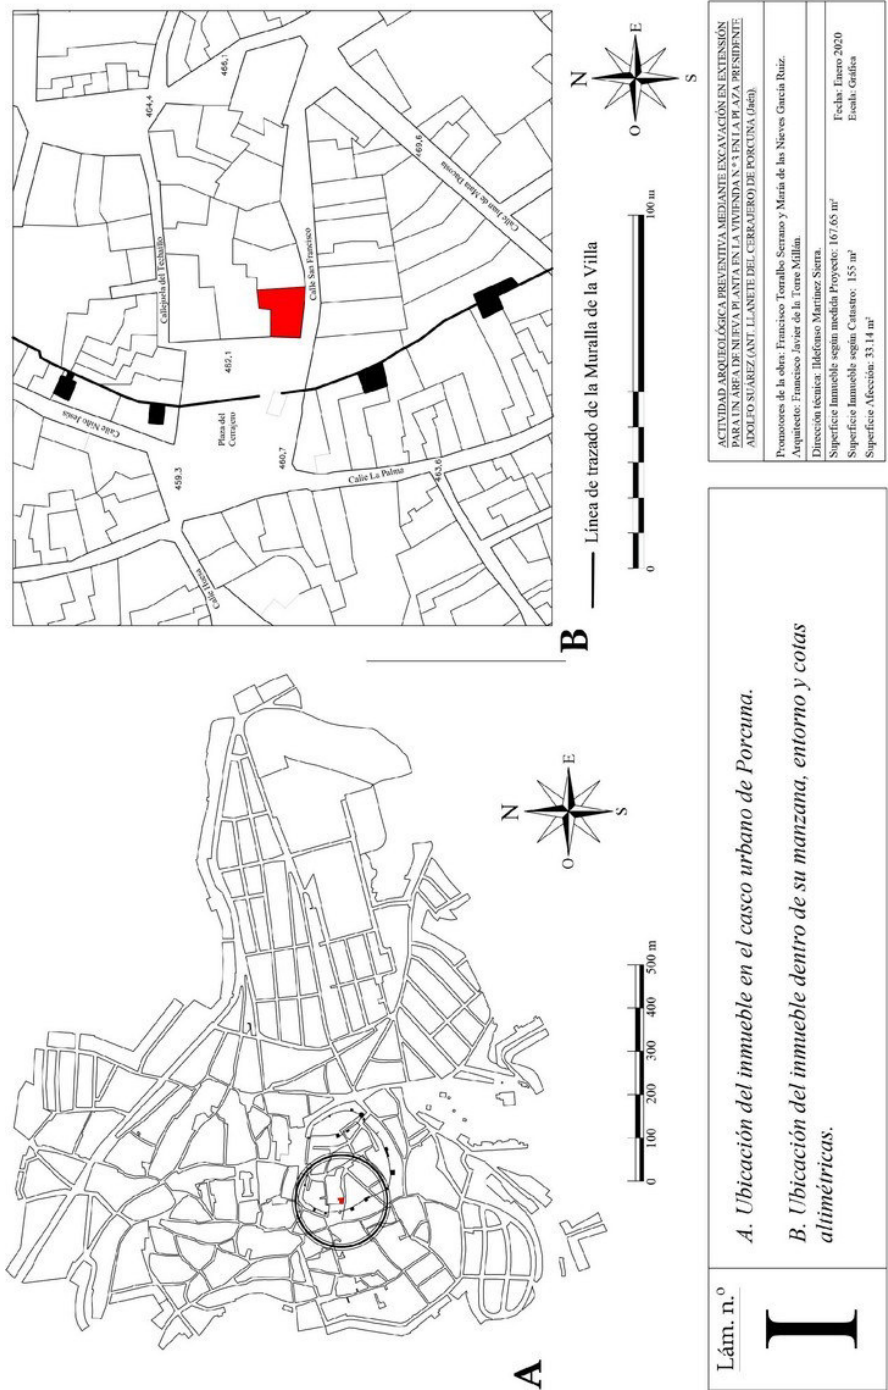 A
N
O
E
S
0
100
200
300
400
500 m
B
Callejuela del Techaíllo
Calle San Francisco
Calle Juan de Mata Dacosta
Calle Niño Jesús
Plaza del
Cerrajero
Calle La Palma
Calle Huesa
464,4
466,1
469,6
462,1
459,3
460,7
463,6
Línea de trazado de la Muralla de la Villa
0
100 m
N
O
E
S
Lám. n.º
I
A. Ubicación del inmueble en el casco urbano de Porcuna.
B. Ubicación del inmueble dentro de su manzana, entorno y cotas
altimétricas.
ACTIVIDAD ARQUEOLÓGICA PREVENTIVA MEDIANTE EXCAVACIÓN EN EXTENSIÓN
PARA UN ÁREA DE NUEVA PLANTA EN LA VIVIENDA N.º 3 EN LA PLAZA PRESIDENTE
ADOLFO SUÁREZ (ANT. LLANETE DEL CERRAJERO) DE PORCUNA (Jaén).
Promotores de la obra: Francisco Torralbo Serrano y María de las Nieves García Ruiz.
Arquitecto: Francisco Javier de la Torre Millán.
Dirección técnica: Ildefonso Martínez Sierra.
Superficie Inmueble según medida Proyecto: 167.65 m²
Superficie Inmueble según Catastro: 155 m²
Superficie Afección: 33.14 m²
Fecha: Enero 2020
Escala: Gráfica